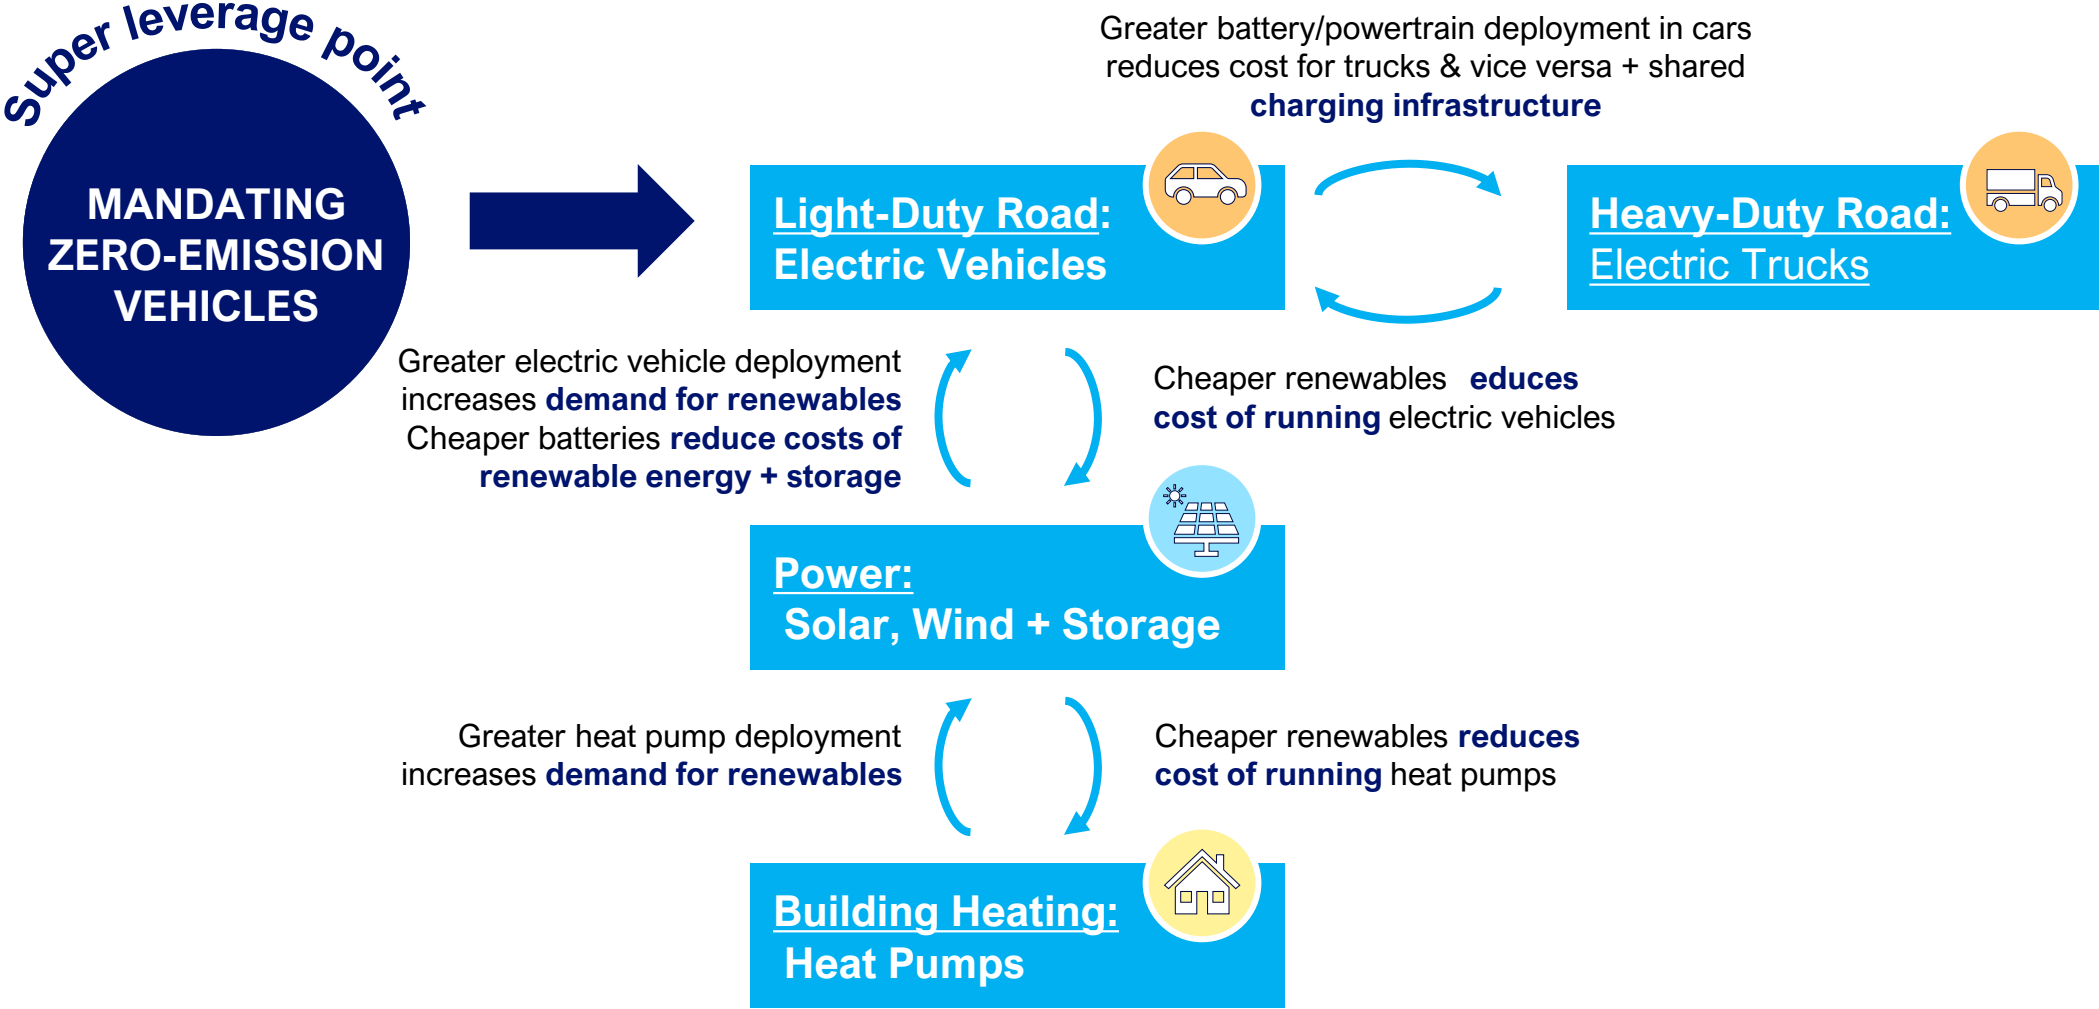 Super leverage point
MANDATING
ZERO-EMISSION
VEHICLES
Greater battery/powertrain deployment in cars
reduces cost for trucks & vice versa + shared
charging infrastructure
Light-Duty Road:
Electric Vehicles
Heavy-Duty Road:
Electric Trucks
Greater electric vehicle deployment
increases demand for renewables
Cheaper batteries reduce costs of
renewable energy + storage
Cheaper renewables educes
cost of running electric vehicles
Power:
Solar, Wind + Storage
Greater heat pump deployment
increases demand for renewables
Cheaper renewables reduces
cost of running heat pumps
Building Heating:
Heat Pumps